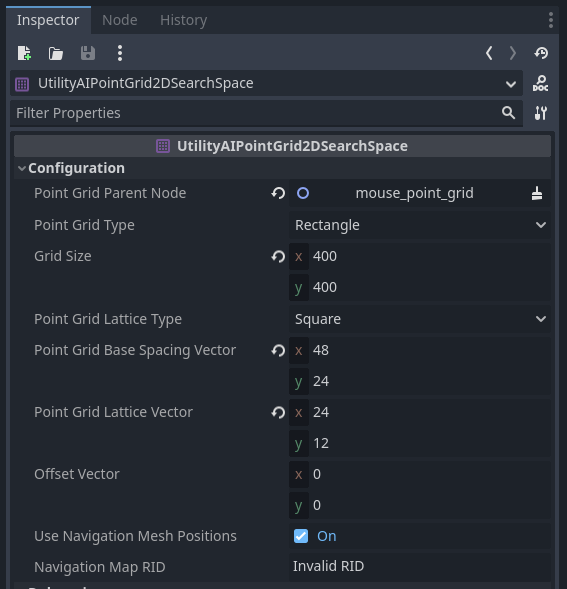 Inspector Node History
UtilityAIPointGrid2DSearchSpace DOC
Filter Properties
UtilityAIPointGrid2DSearchSpace
Configuration
Point Grid Parent Node mouse_point_grid
Point Grid Type Rectangle
Grid Size x 400
y 400
Point Grid Lattice Type Square
Point Grid Base Spacing Vector x 48
y 24
Point Grid Lattice Vector x 24
y 12
Offset Vector x 0
y 0
Use Navigation Mesh Positions On
Navigation Map RID Invalid RID